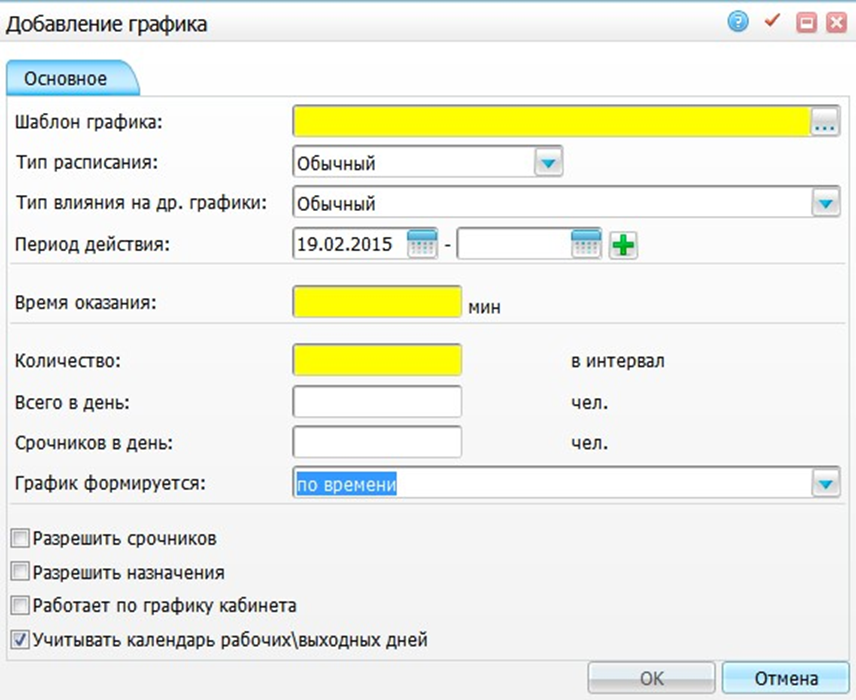 Добавление графика
Основное
Шаблон графика: ...
Тип расписания: Обычный
Тип влияния на др. графики: Обычный
Период действия: 19.02.2015 -
Время оказания: мин
Количество: в интервал
Всего в день: чел.
Срочников в день: чел.
График формируется: по времени
Разрешить срочников
Разрешить назначения
Работает по графику кабинета
Учитывать календарь рабочих\выходных дней
OK Отмена